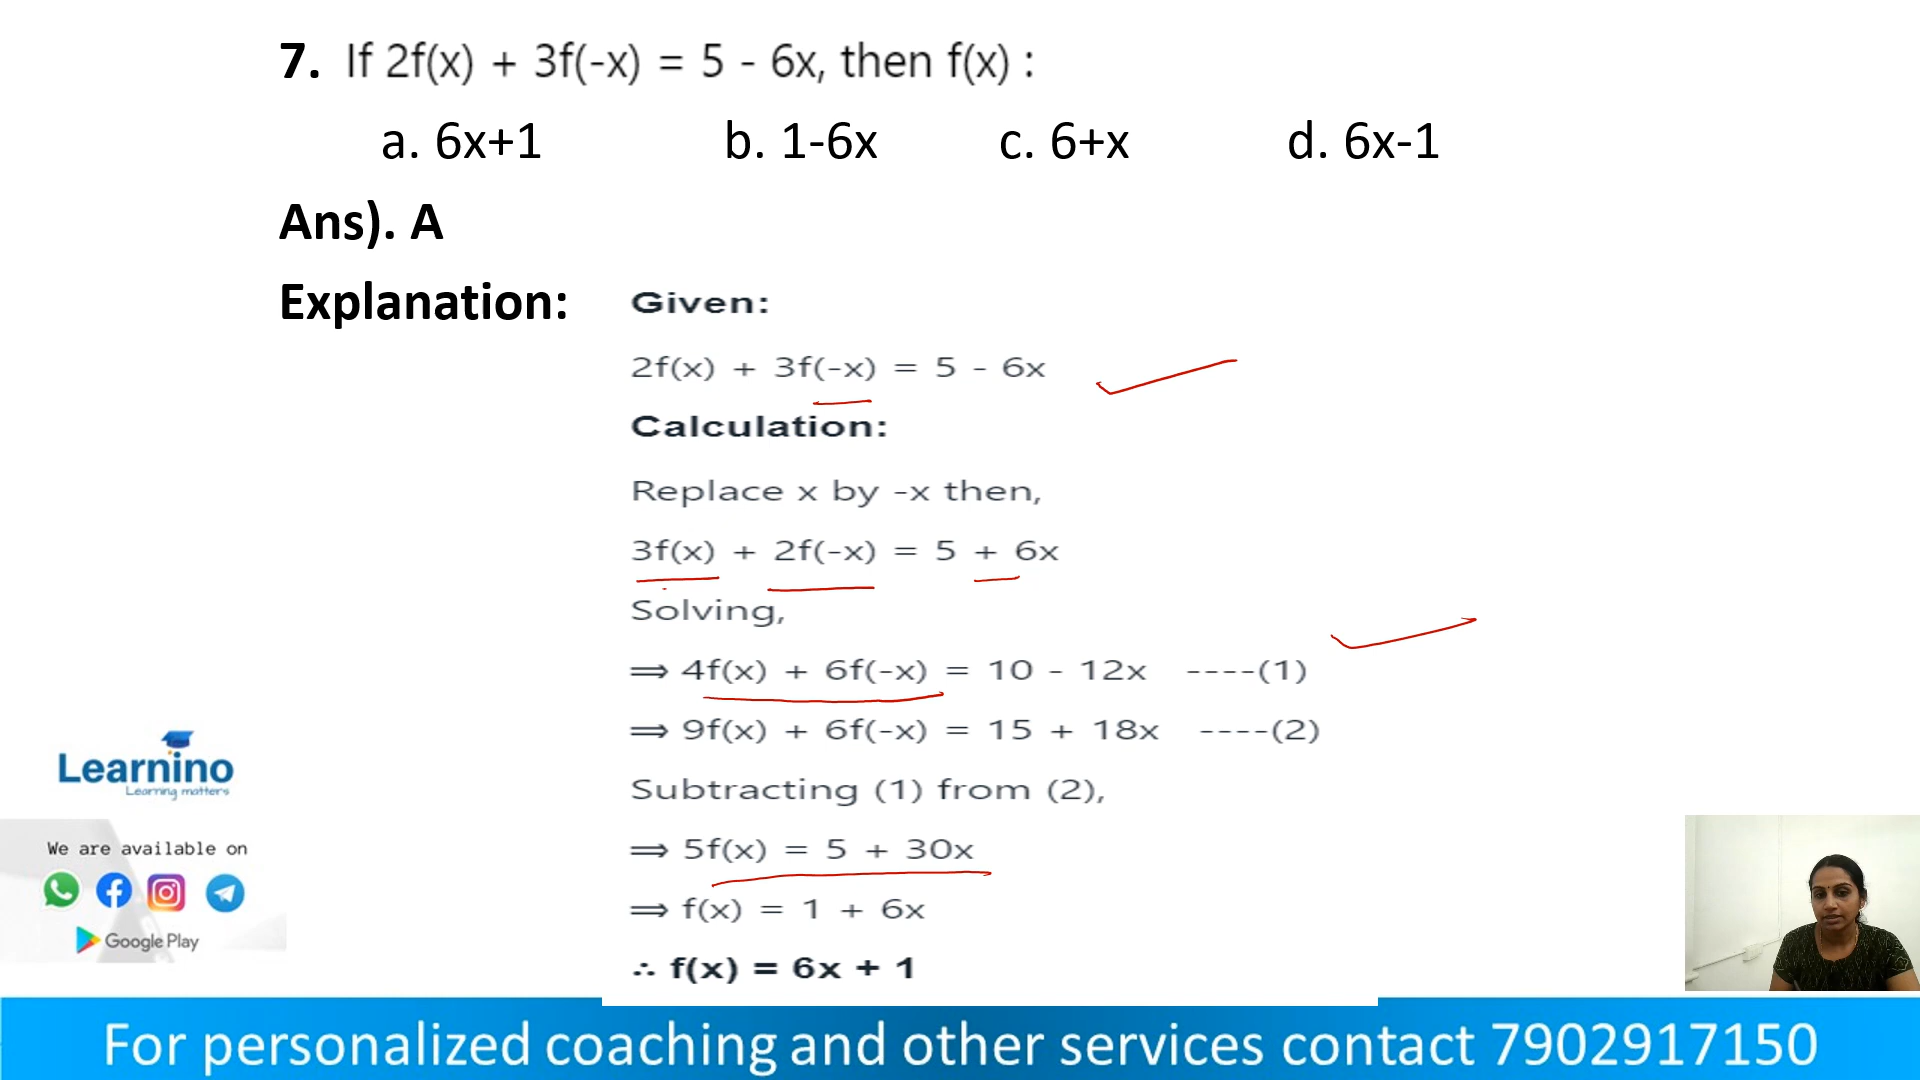 7. If 2f(x) + 3f(-x) = 5 - 6x, then f(x) :
a. 6x+1 b. 1-6x c. 6+x d. 6x-1
Ans). A
Explanation:
Given:
2f(x) + 3f(-x) = 5 - 6x
Calculation:
Replace x by -x then,
3f(x) + 2f(-x) = 5 + 6x
Solving,
⟹ 4f(x) + 6f(-x) = 10 - 12x ----(1)
⟹ 9f(x) + 6f(-x) = 15 + 18x ----(2)
Subtracting (1) from (2),
⟹ 5f(x) = 5 + 30x
⟹ f(x) = 1 + 6x
∴ f(x) = 6x + 1
Learnino
Learning matters
We are available on
Google Play
For personalized coaching and other services contact 7902917150